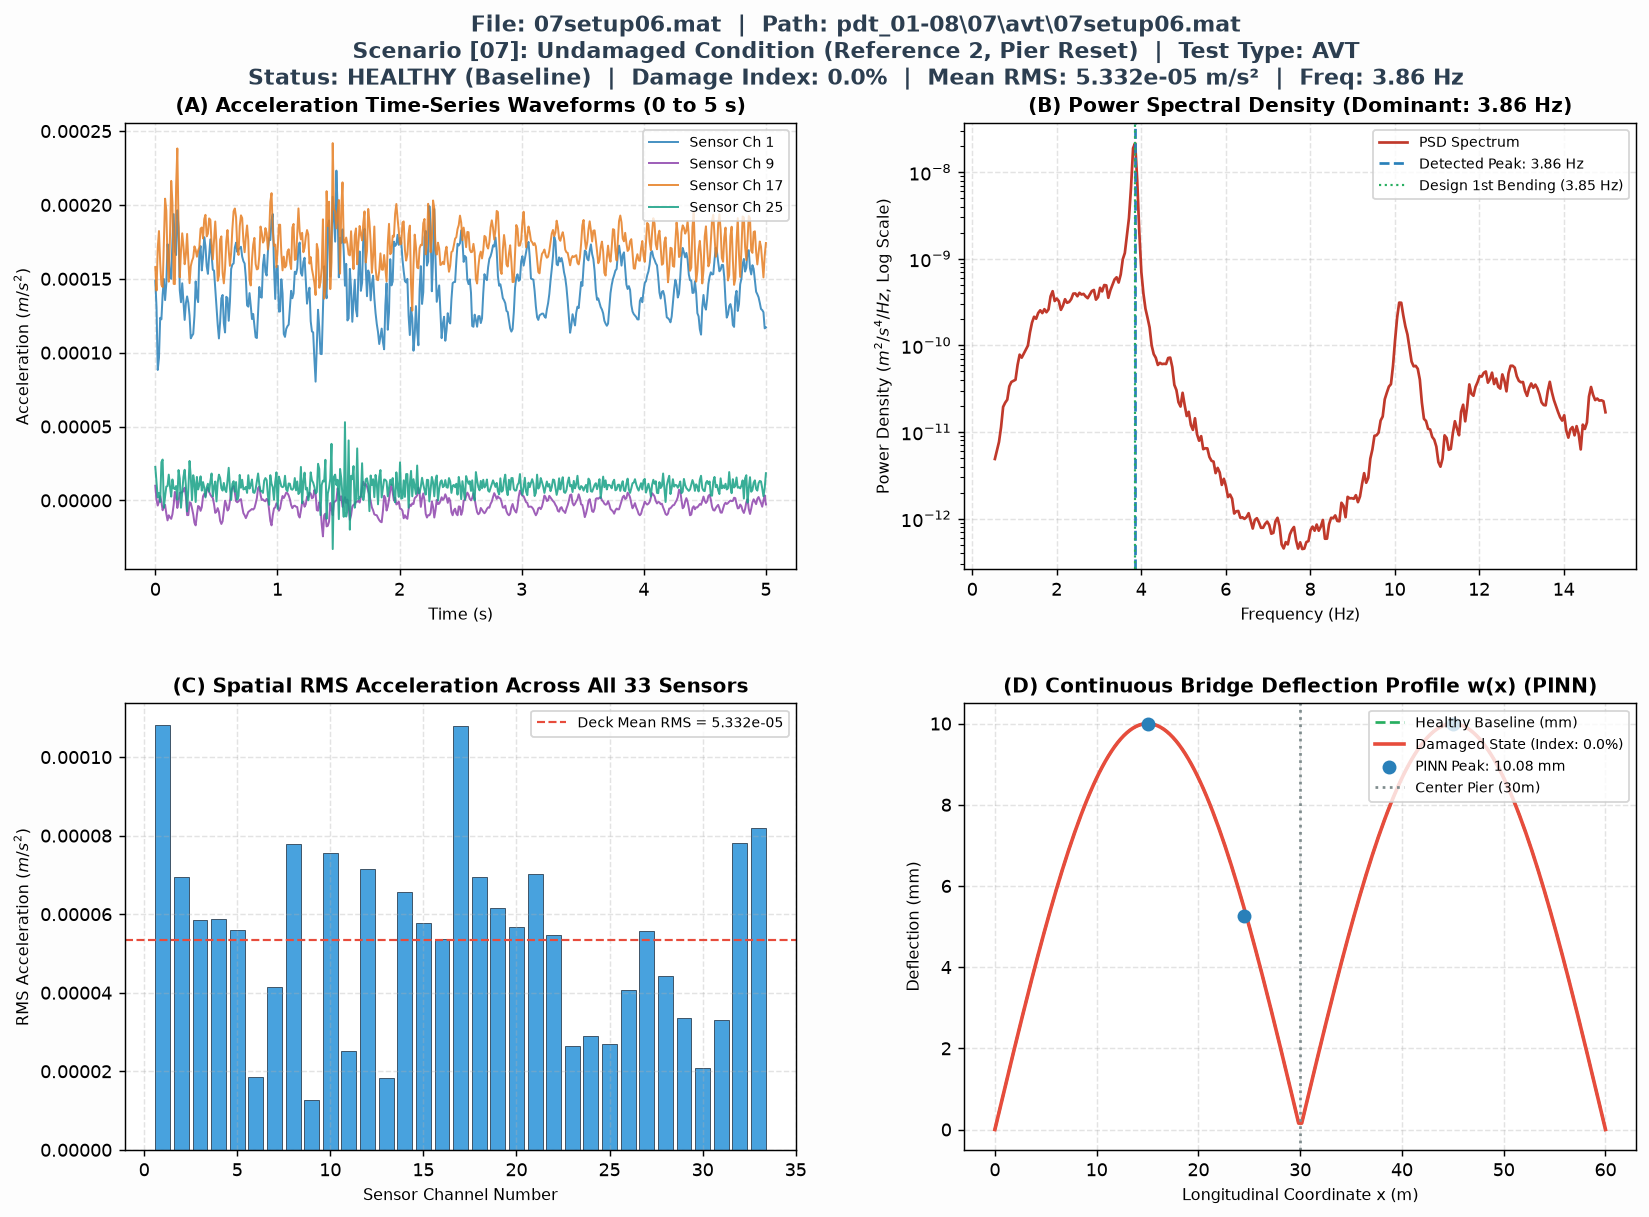 File: 07setup06.mat | Path: pdt_01-08\07\avt\07setup06.mat
Scenario [07]: Undamaged Condition (Reference 2, Pier Reset) | Test Type: AVT
Status: HEALTHY (Baseline) | Damage Index: 0.0% | Mean RMS: 5.332e-05 m/s² | Freq: 3.86 Hz
(A) Acceleration Time-Series Waveforms (0 to 5 s)
Acceleration (m/s²)
0.00025
0.00020
0.00015
0.00010
0.00005
0.00000
Sensor Ch 1
Sensor Ch 9
Sensor Ch 17
Sensor Ch 25
0 1 2 3 4 5
Time (s)
(B) Power Spectral Density (Dominant: 3.86 Hz)
Power Density (m²/s⁴/Hz, Log Scale)
10⁻⁸
10⁻⁹
10⁻¹⁰
10⁻¹¹
10⁻¹²
PSD Spectrum
Detected Peak: 3.86 Hz
Design 1st Bending (3.85 Hz)
0 2 4 6 8 10 12 14
Frequency (Hz)
(C) Spatial RMS Acceleration Across All 33 Sensors
RMS Acceleration (m/s²)
0.00010
0.00008
0.00006
0.00004
0.00002
0.00000
Deck Mean RMS = 5.332e-05
0 5 10 15 20 25 30 35
Sensor Channel Number
(D) Continuous Bridge Deflection Profile w(x) (PINN)
Deflection (mm)
10
8
6
4
2
0
Healthy Baseline (mm)
Damaged State (Index: 0.0%)
PINN Peak: 10.08 mm
Center Pier (30m)
0 10 20 30 40 50 60
Longitudinal Coordinate x (m)